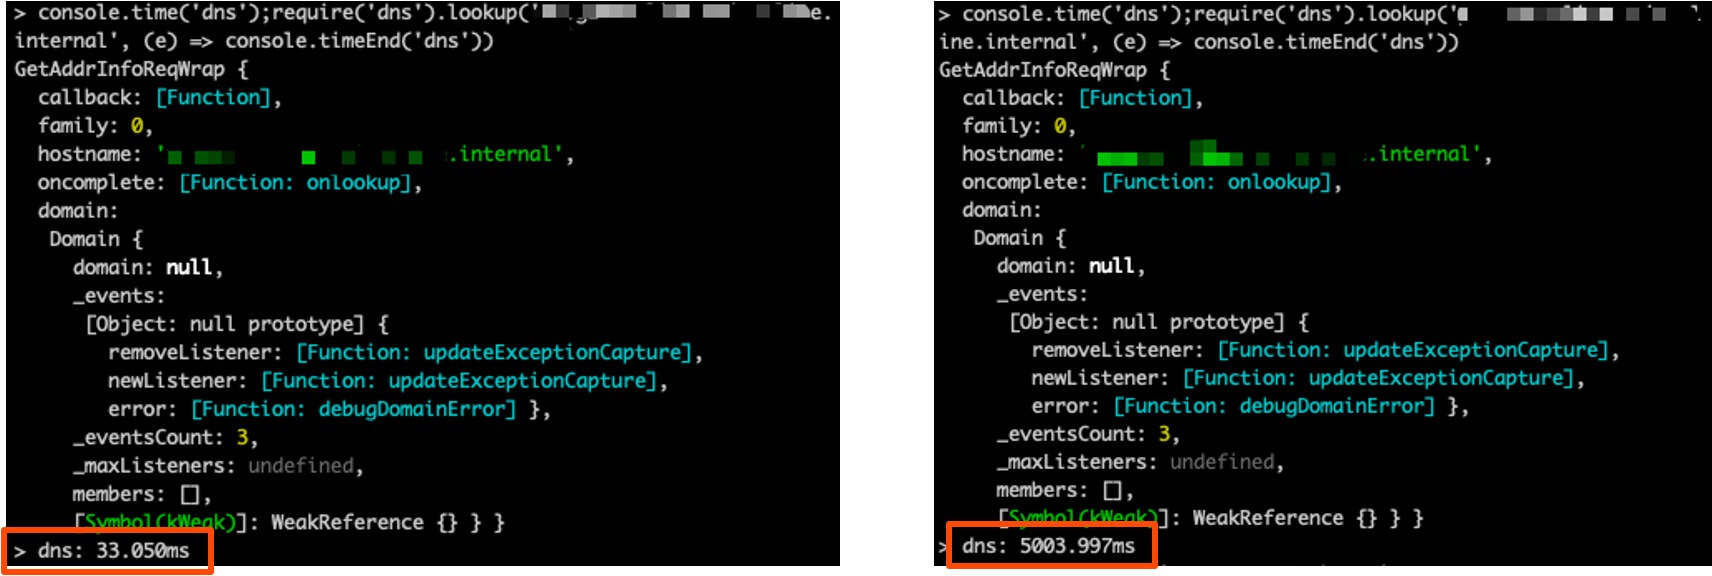 > console.time('dns');require('dns').lookup('
internal', (e) => console.timeEnd('dns'))
GetAddrInfoReqWrap {
callback: [Function],
family: 0,
hostname: ' .internal',
oncomplete: [Function: onlookup],
domain:
Domain {
domain: null,
_events:
[Object: null prototype] {
removeListener: [Function: updateExceptionCapture],
newListener: [Function: updateExceptionCapture],
error: [Function: debugDomainError] },
_eventsCount: 3,
_maxListeners: undefined,
members: [],
[Symbol(kWeak)]: WeakReference {} } }
> dns: 33.050ms
> console.time('dns');require('dns').lookup('
ine.internal', (e) => console.timeEnd('dns'))
GetAddrInfoReqWrap {
callback: [Function],
family: 0,
hostname: ' .internal',
oncomplete: [Function: onlookup],
domain:
Domain {
domain: null,
_events:
[Object: null prototype] {
removeListener: [Function: updateExceptionCapture],
newListener: [Function: updateExceptionCapture],
error: [Function: debugDomainError] },
_eventsCount: 3,
_maxListeners: undefined,
members: [],
[Symbol(kWeak)]: WeakReference {} } }
> dns: 5003.997ms